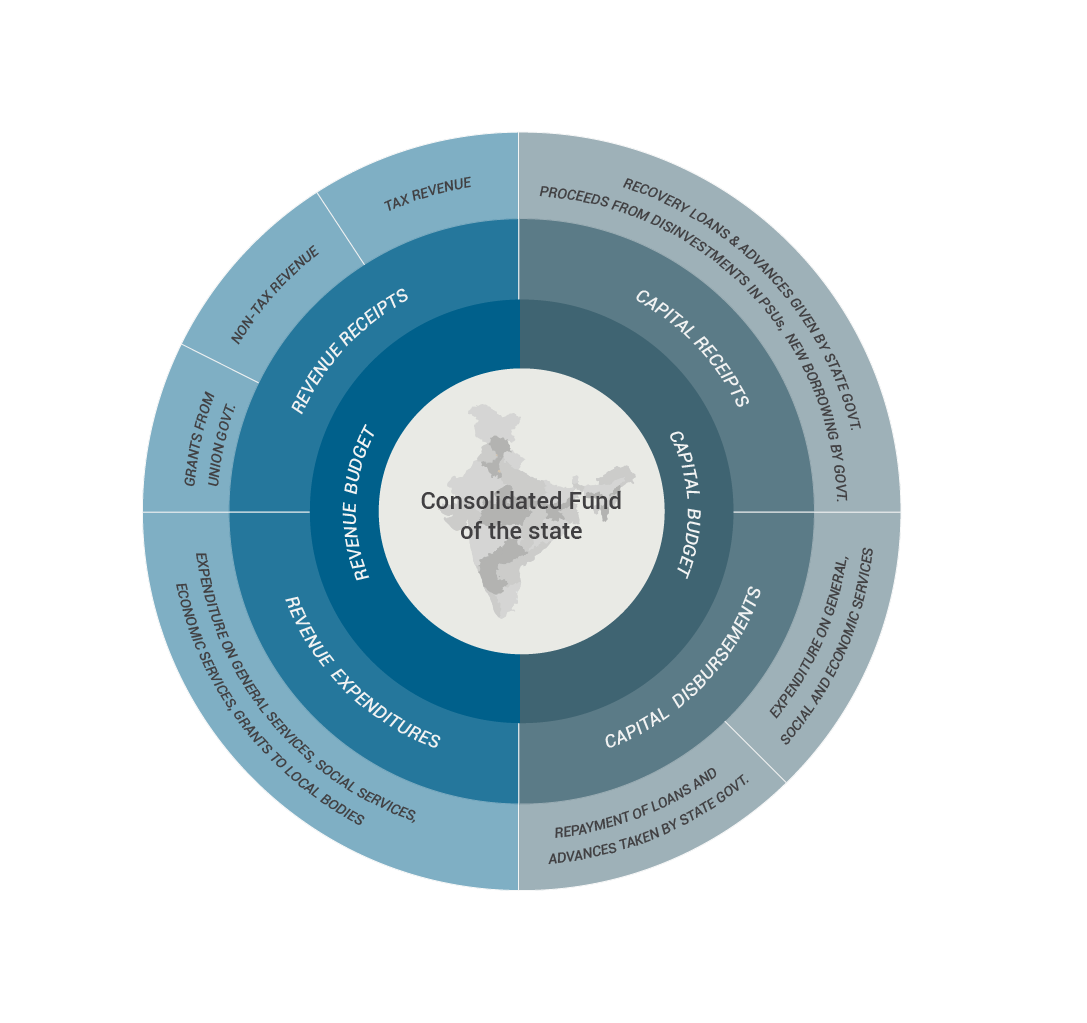 Consolidated Fund
of the state
REVENUE BUDGET
REVENUE RECEIPTS
TAX REVENUE
NON-TAX REVENUE
GRANTS FROM
UNION GOVT.
REVENUE EXPENDITURES
EXPENDITURE ON GENERAL SERVICES, SOCIAL SERVICES,
ECONOMIC SERVICES, GRANTS TO LOCAL BODIES
CAPITAL BUDGET
CAPITAL RECEIPTS
RECOVERY LOANS & ADVANCES GIVEN BY STATE GOVT.
PROCEEDS FROM DISINVESTMENTS IN PSUs, NEW BORROWING BY GOVT.
CAPITAL DISBURSEMENTS
EXPENDITURE ON GENERAL,
SOCIAL AND ECONOMIC SERVICES
REPAYMENT OF LOANS AND
ADVANCES TAKEN BY STATE GOVT.